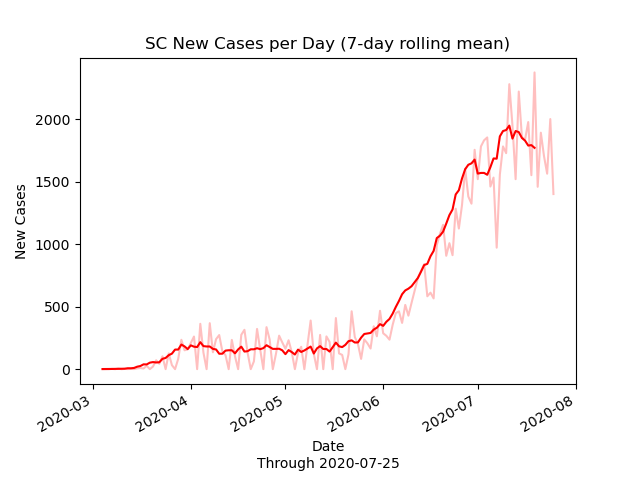 SC New Cases per Day (7-day rolling mean)
2000
1500
1000
500
0
New Cases
2020-03
2020-04
2020-05
2020-06
2020-07
2020-08
Date
Through 2020-07-25